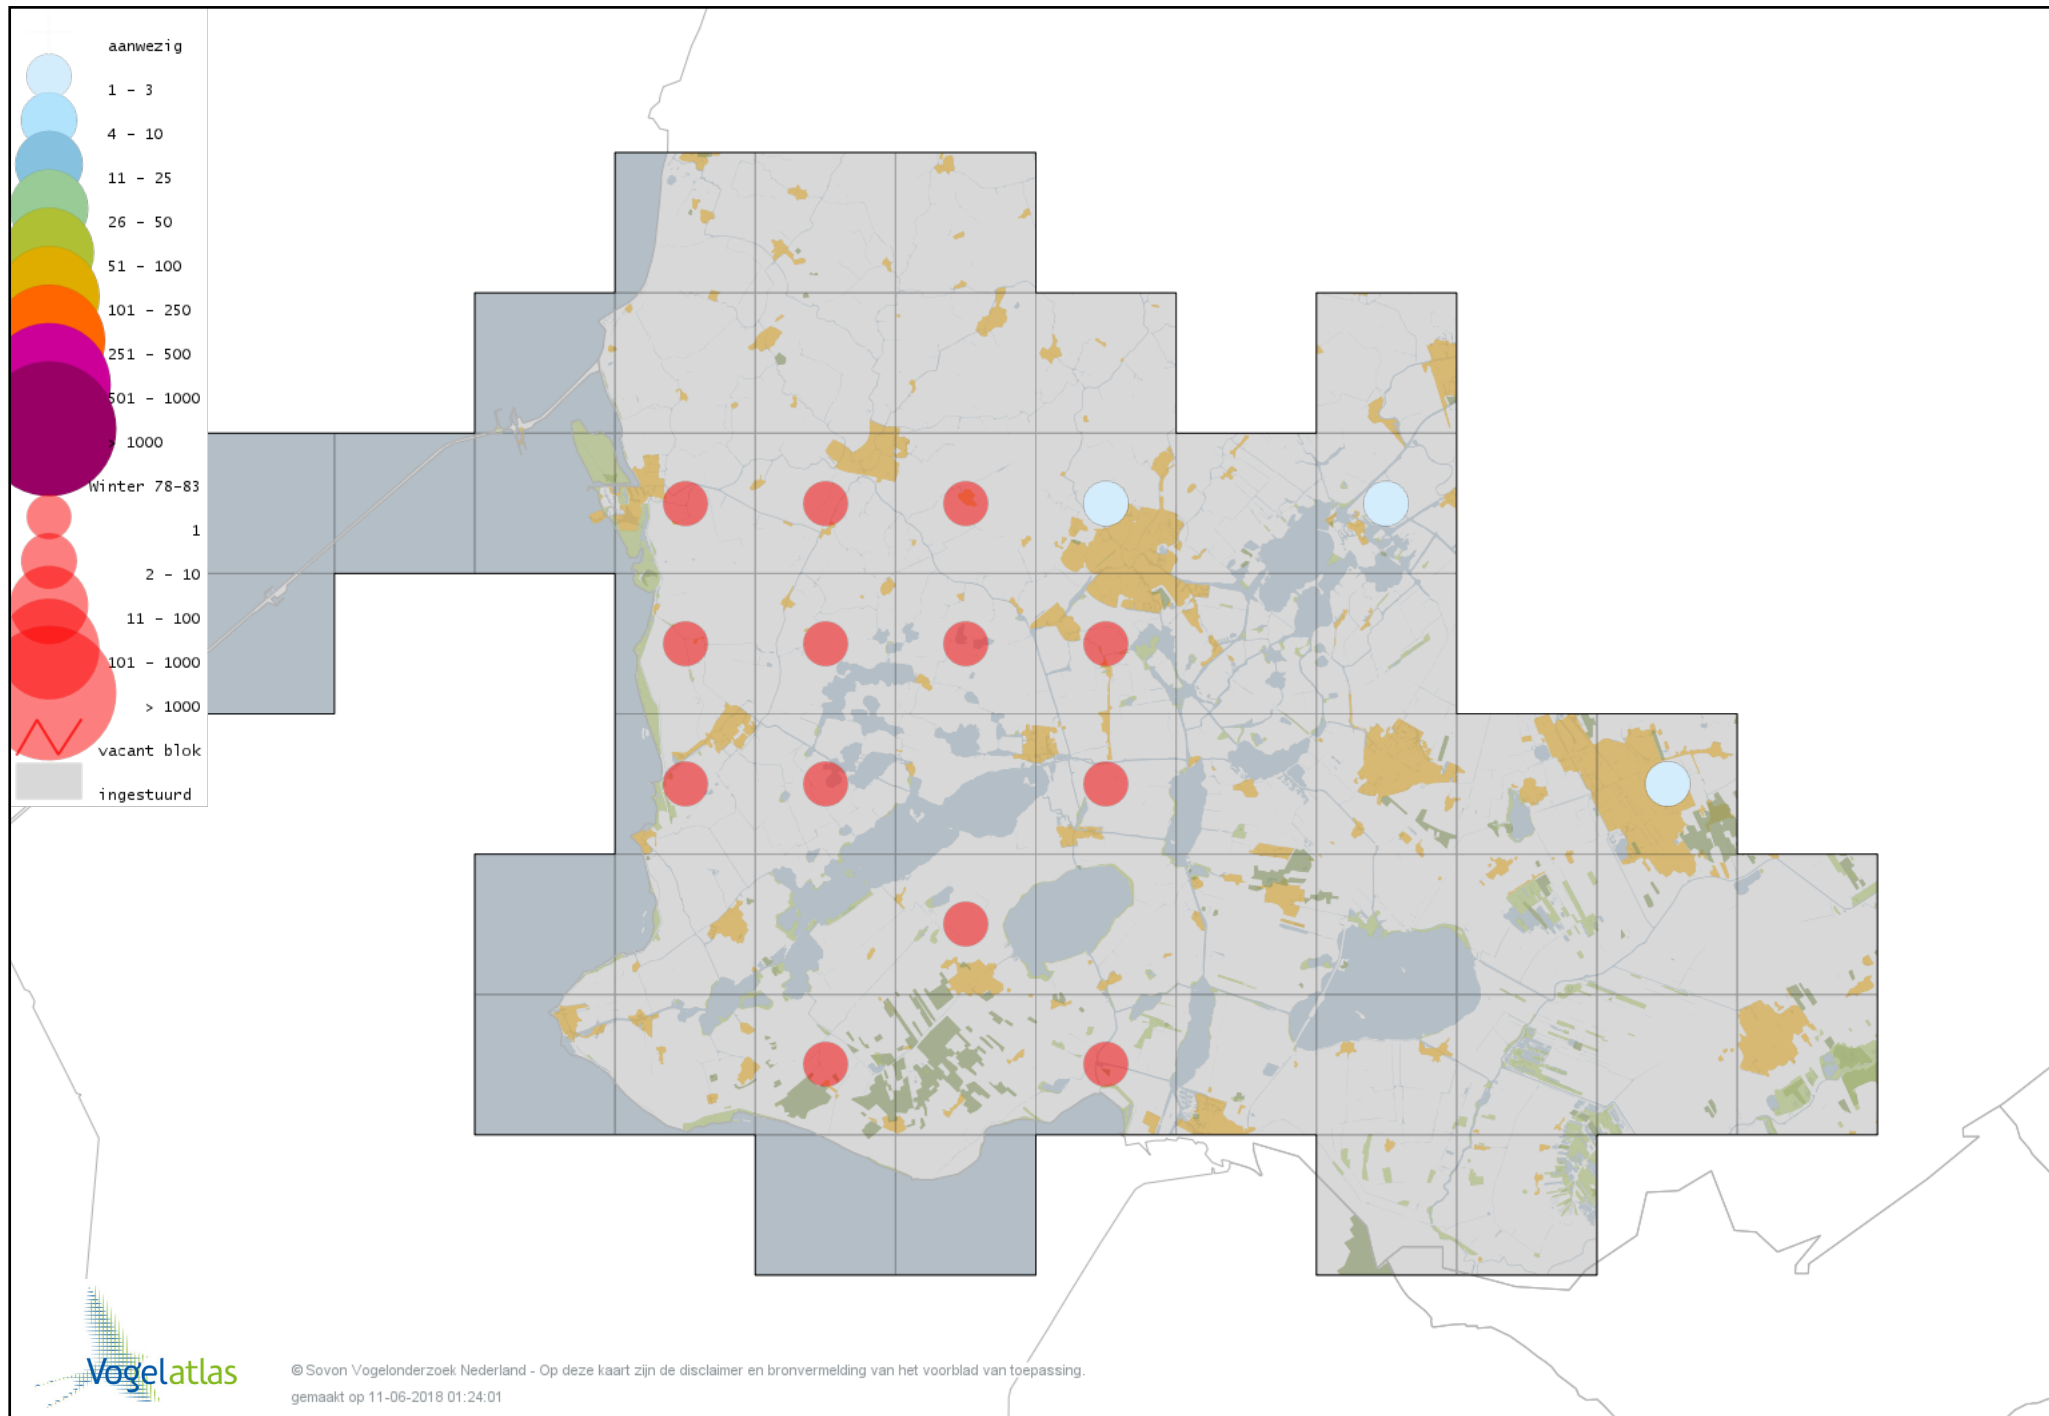 aanwezig
1 - 3
4 - 10
11 - 25
26 - 50
51 - 100
101 - 250
251 - 500
501 - 1000
> 1000
Winter 78-83
1
2 - 10
11 - 100
101 - 1000
> 1000
vacant blok
ingestuurd
Vogelatlas
© Sovon Vogelonderzoek Nederland - Op deze kaart zijn de disclaimer en bronvermelding van het voorblad van toepassing.
gemaakt op 11-06-2018 01:24:01